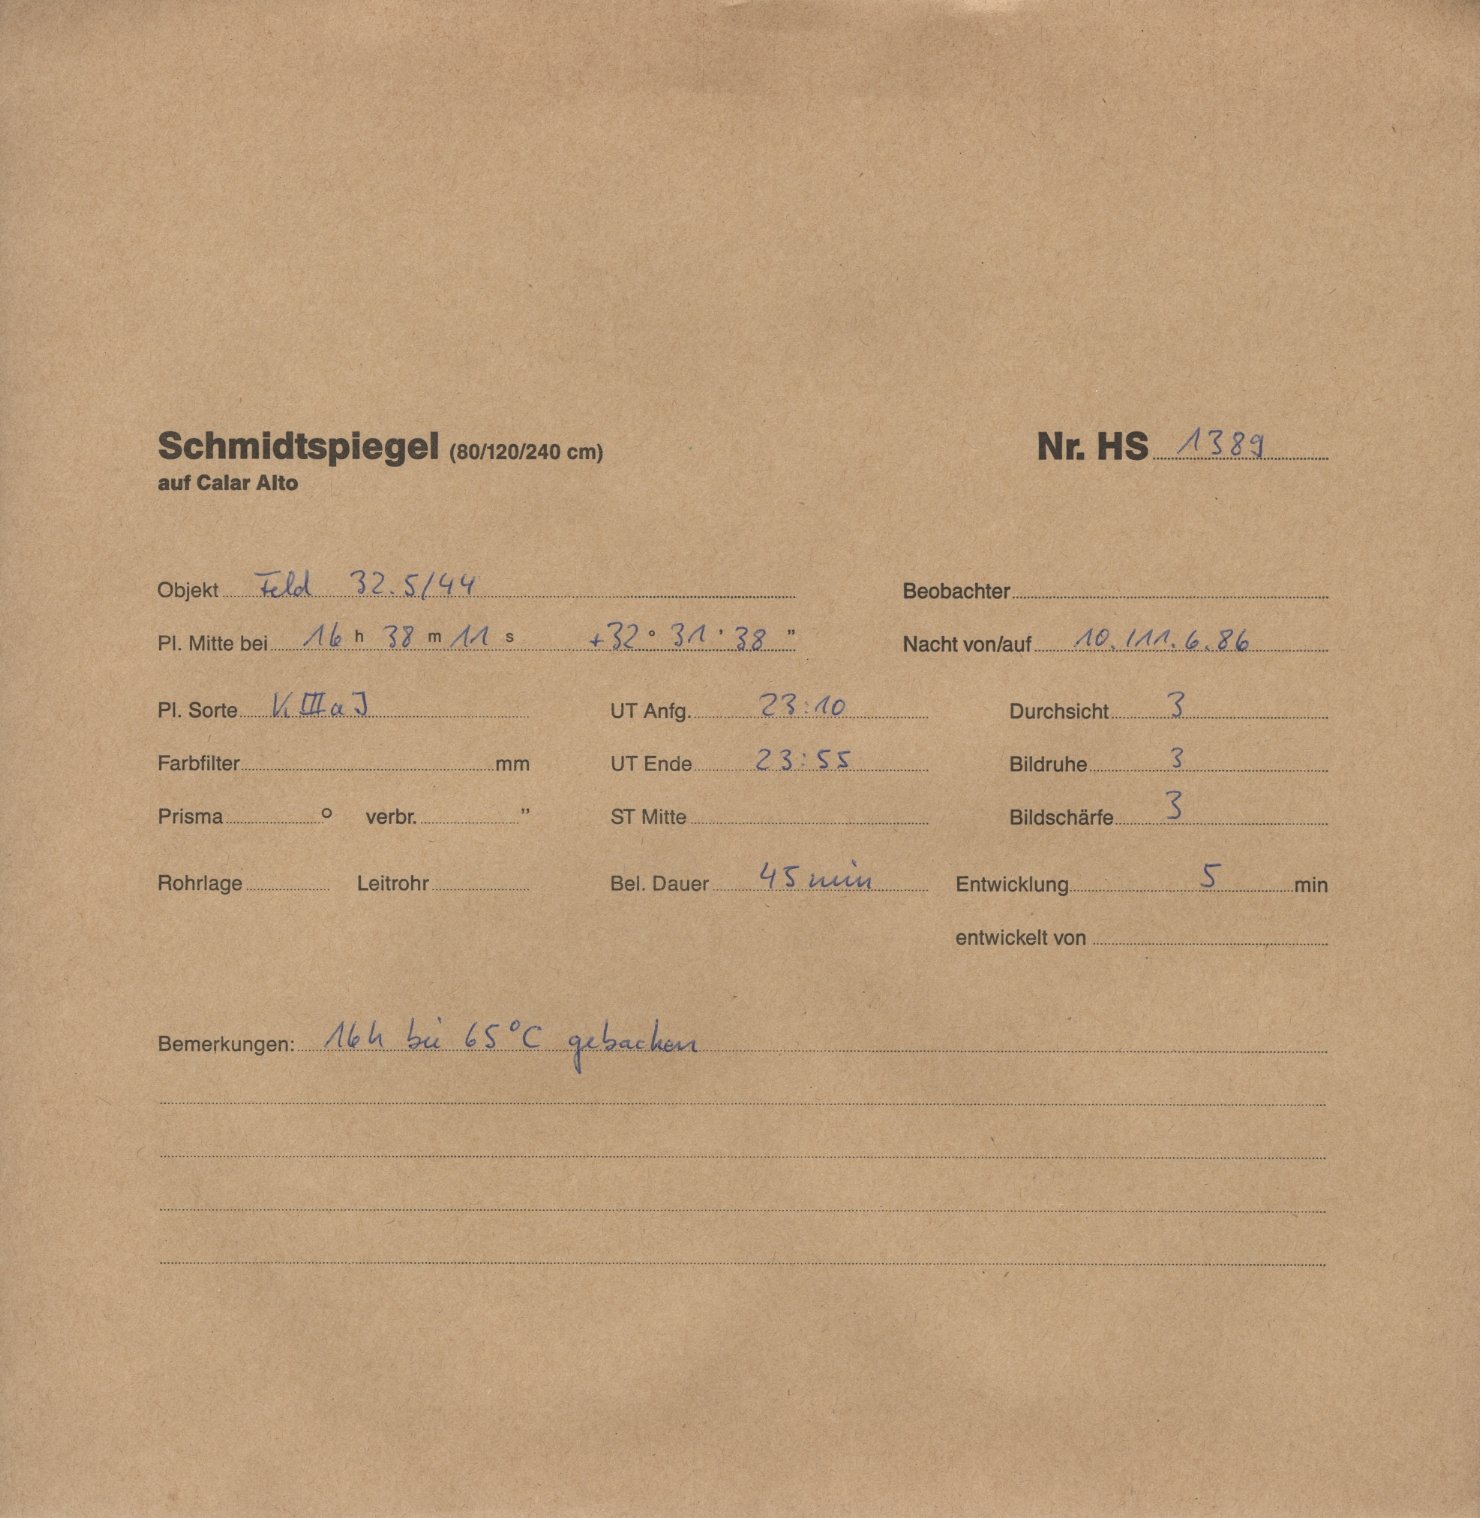 Schmidtspiegel (80/120/240 cm) Nr. HS 1389
auf Calar Alto
Objekt Feld 32.5/44 Beobachter
Pl. Mitte bei 16 h 38 m 11 s +32° 31' 38" Nacht von/auf 10./11.6.86
Pl. Sorte K IIIaJ UT Anfg. 23:10 Durchsicht 3
Farbfilter mm UT Ende 23:55 Bildruhe 3
Prisma ° verbr. " ST Mitte Bildschärfe 3
Rohrlage Leitrohr Bel. Dauer 45 min Entwicklung 5 min
entwickelt von
Bemerkungen: 16h bei 65°C gebacken